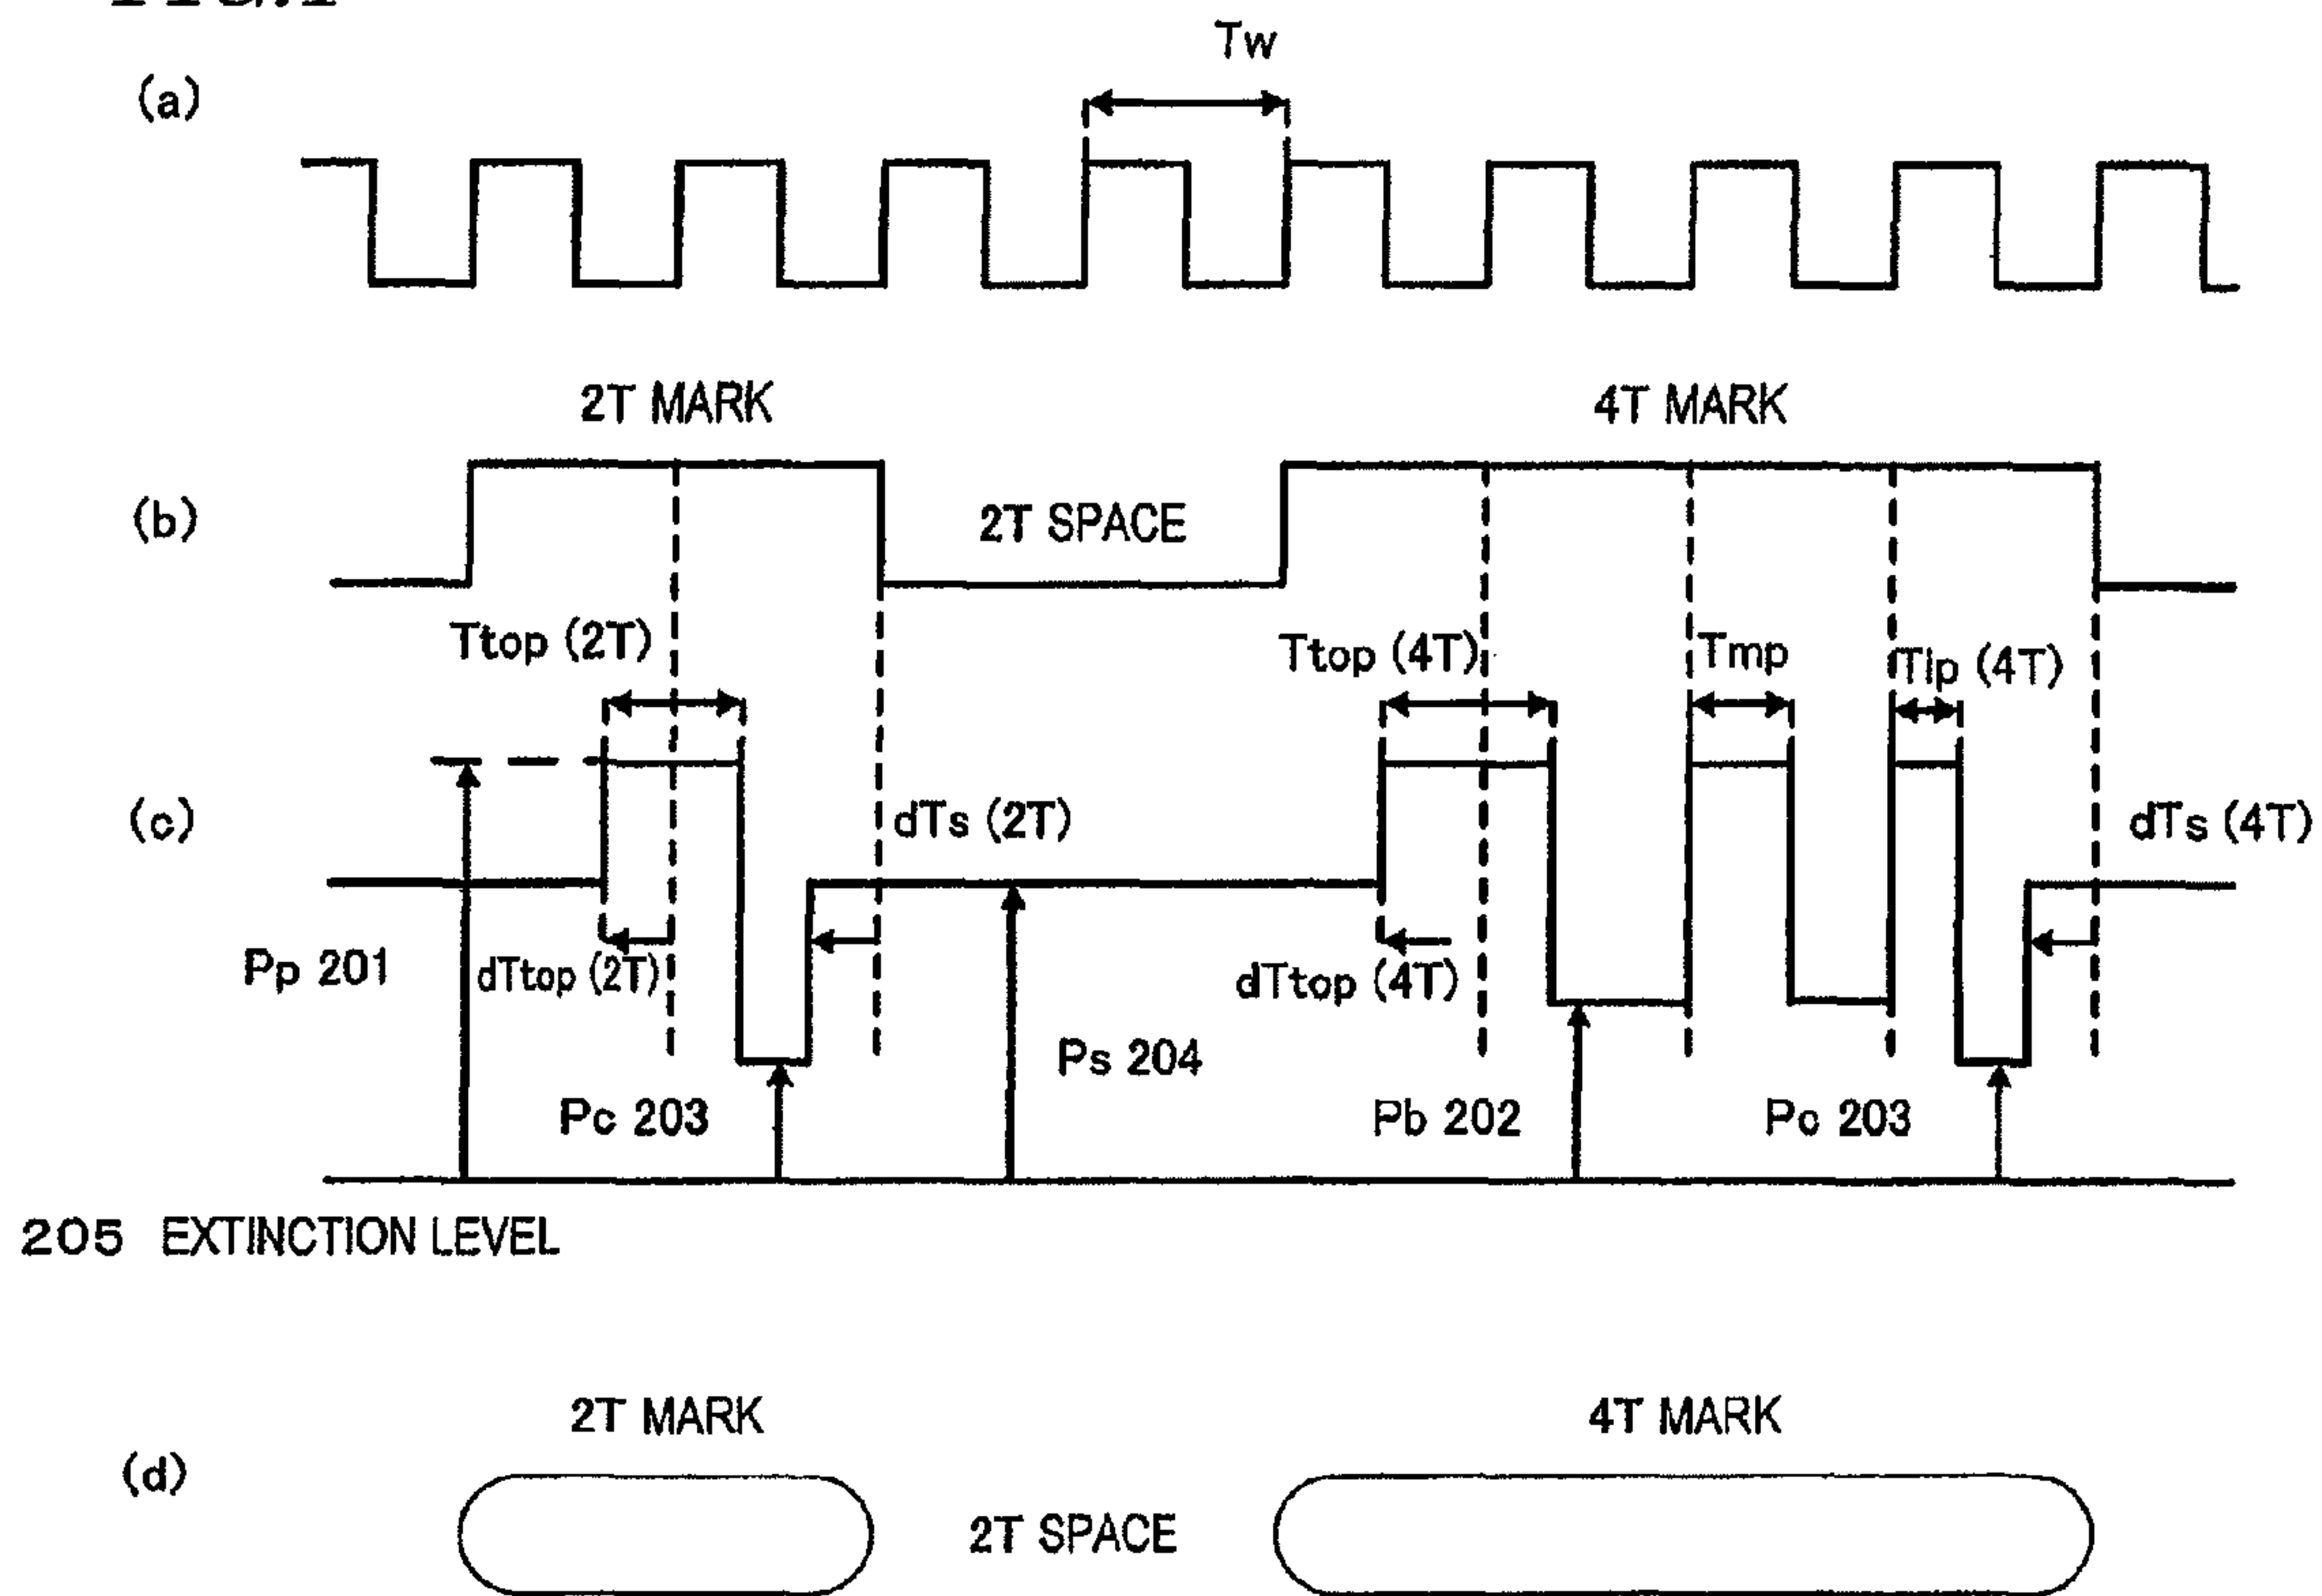 Tw
(a)
2T MARK
4T MARK
(b)
2T SPACE
Ttop (2T)
Ttop (4T)
Tmp
Tlp (4T)
(c)
dTs (2T)
dTs (4T)
Pp 201
dTtop (2T)
dTtop (4T)
Ps 204
Pc 203
Pb 202
Pc 203
205 EXTINCTION LEVEL
2T MARK
4T MARK
(d)
2T SPACE